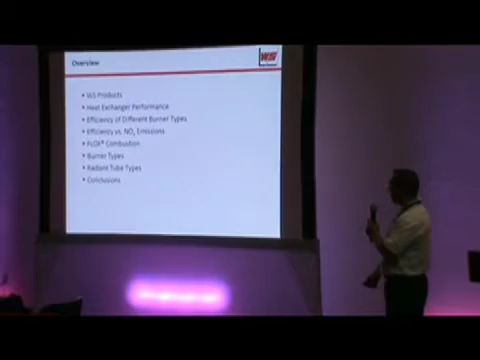 Overview
WS
• WS Products
• Heat Exchanger Performance
• Efficiency of Different Burner Types
• Efficiency vs. NOx Emissions
• FLOX® Combustion
• Burner Types
• Radiant Tube Types
• Conclusions